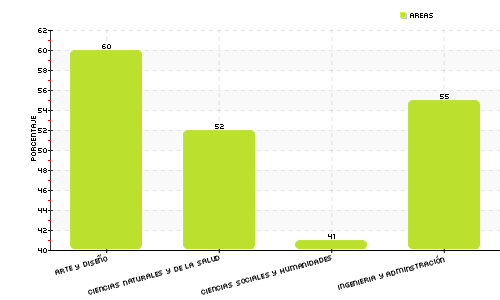 AREAS
PORCENTAJE
62
60
58
56
54
52
50
48
46
44
42
40
60
52
41
55
ARTE Y DISEÑO
CIENCIAS NATURALES Y DE LA SALUD
CIENCIAS SOCIALES Y HUMANIDADES
INGENIERIA Y ADMINSTRACIÓN